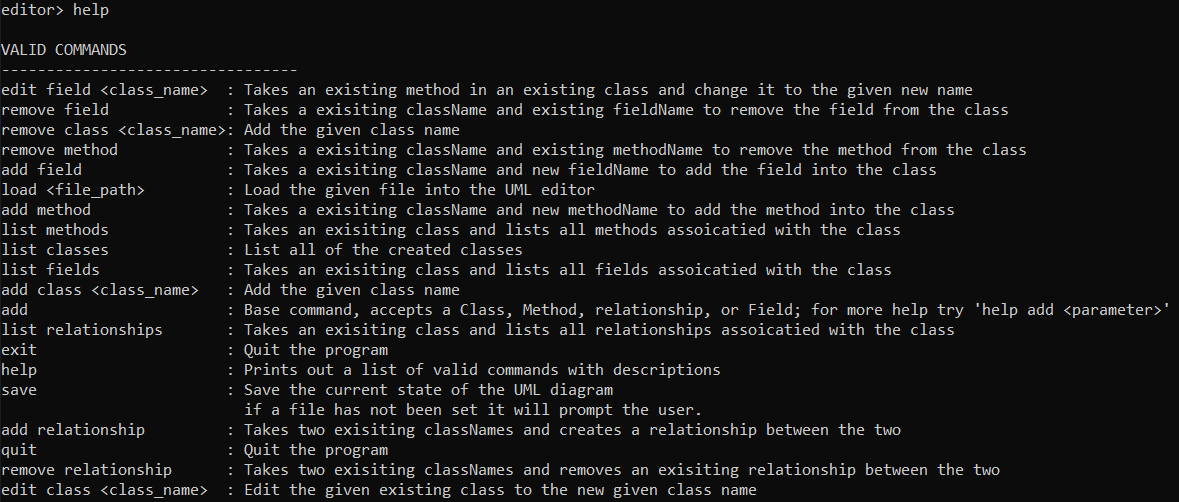 editor> help
VALID COMMANDS
---------------------------------
edit field <class_name>  : Takes an existing method in an existing class and change it to the given new name
remove field             : Takes a exisiting className and existing fieldName to remove the field from the class
remove class <class_name>: Add the given class name
remove method            : Takes a exisiting className and existing methodName to remove the method from the class
add field                : Takes a exisiting className and new fieldName to add the field into the class
load <file_path>         : Load the given file into the UML editor
add method               : Takes a exisiting className and new methodName to add the method into the class
list methods             : Takes an exisiting class and lists all methods assoicatied with the class
list classes             : List all of the created classes
list fields              : Takes an exisiting class and lists all fields assoicatied with the class
add class <class_name>   : Add the given class name
add                      : Base command, accepts a Class, Method, relationship, or Field; for more help try 'help add <parameter>'
list relationships       : Takes an exisiting class and lists all relationships assoicatied with the class
exit                     : Quit the program
help                     : Prints out a list of valid commands with descriptions
save                     : Save the current state of the UML diagram
                           if a file has not been set it will prompt the user.
add relationship         : Takes two exisiting classNames and creates a relationship between the two
quit                     : Quit the program
remove relationship      : Takes two exisiting classNames and removes an exisiting relationship between the two
edit class <class_name>  : Edit the given existing class to the new given class name